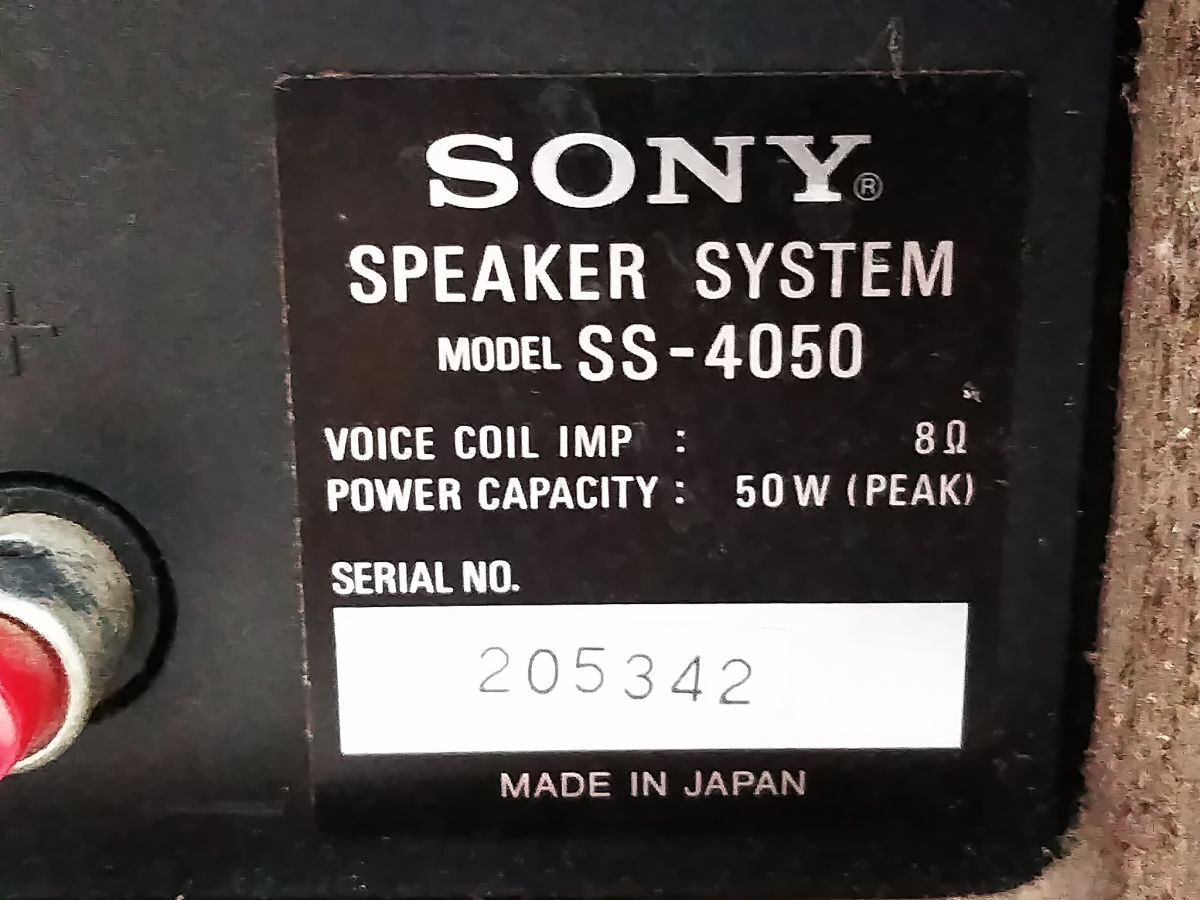 +
SONY®
SPEAKER SYSTEM
MODEL SS-4050
VOICE COIL IMP : 8Ω
POWER CAPACITY : 50W (PEAK)
SERIAL NO.
205342
MADE IN JAPAN